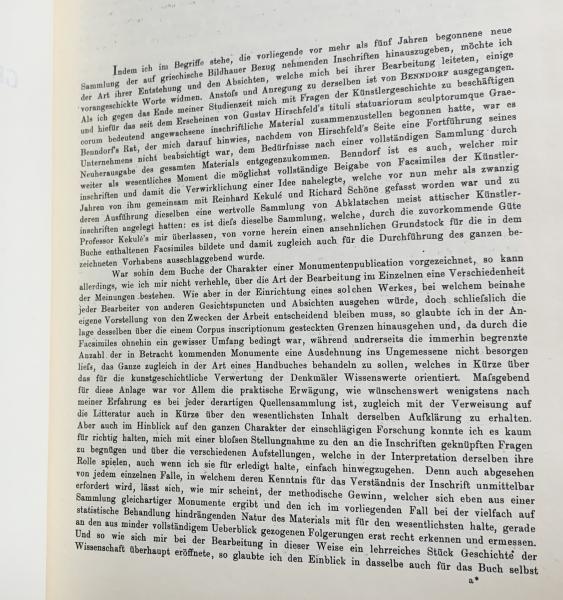 Indem ich im Begriffe stehe, die vorliegende vor mehr als fünf Jahren begonnene neue
Sammlung der auf griechische Bildhauer Bezug nehmenden Inschriften hinauszugeben, möchte ich
der Art ihrer Entstehung und den Absichten, welche mich bei ihrer Bearbeitung leiteten, einige
vorangeschickte Worte widmen. Anstofs und Anregung zu derselben ist von BENNDORF ausgegangen.
Als ich gegen das Ende meiner Studienzeit mich mit Fragen der Künstlergeschichte zu beschäftigen
und hiefür das seit dem Erscheinen von Gustav Hirschfeld's tituli statuariorum sculptorumque Grae-
corum bedeutend angewachsene inschriftliche Material zusammenzustellen begonnen hatte, war es
Benndorf's Rat, der mich darauf hinwies, nachdem von Hirschfeld's Seite eine Fortführung seines
Unternehmens nicht beabsichtigt war, dem Bedürfnisse nach einer vollständigen Sammlung durch
Neuherausgabe des gesamten Materials entgegenzukommen. Benndorf ist es auch, welcher mir
weiter als wesentliches Moment die möglichst vollständige Beigabe von Facsimiles der Künstler-
inschriften und damit die Verwirklichung einer Idee nahelegte, welche vor nun mehr als zwanzig
Jahren von ihm gemeinsam mit Reinhard Kekulé und Richard Schöne gefasst worden war und zu
deren Ausführung dieselben eine wertvolle Sammlung von Abklatschen meist attischer Künstler-
inschriften angelegt hatten: es ist diefs dieselbe Sammlung, welche, durch die zuvorkommende Güte
Professor Kekulé's mir überlassen, von vorne herein einen ansehnlichen Grundstock für die in dem
Buche enthaltenen Facsimiles bildete und damit zugleich auch für die Durchführung des ganzen be-
zeichneten Vorhabens ausschlaggebend wurde.
War sohin dem Buche der Charakter einer Monumentenpublication vorgezeichnet, so kann
allerdings, wie ich mir nicht verhehle, über die Art der Bearbeitung im Einzelnen eine Verschiedenheit
der Meinungen bestehen. Wie aber in der Einrichtung eines solchen Werkes, bei welchem beinahe
jeder Bearbeiter von anderen Gesichtspuncten und Absichten ausgehen würde, doch schliefslich die
eigene Vorstellung von den Zwecken der Arbeit entscheidend bleiben muss, so glaubte ich in der An-
lage desselben über die einem Corpus inscriptionum gesteckten Grenzen hinausgehen und, da durch die
Facsimiles ohnehin ein gewisser Umfang bedingt war, während andrerseits die immerhin begrenzte
Anzahl der in Betracht kommenden Monumente eine Ausdehnung ins Ungemessene nicht besorgen
liefs, das Ganze zugleich in der Art eines Handbuches behandeln zu sollen, welches in Kürze über
das für die kunstgeschichtliche Verwertung der Denkmäler Wissenswerte orientiert. Mafsgebend
für diese Anlage war vor Allem die praktische Erwägung, wie wünschenswert wenigstens nach
meiner Erfahrung es bei jeder derartigen Quellensammlung ist, zugleich mit der Verweisung auf
die Litteratur auch in Kürze über den wesentlichsten Inhalt derselben Aufklärung zu erhalten.
Aber auch im Hinblick auf den ganzen Charakter der einschlägigen Forschung konnte ich es kaum
für richtig halten, mich mit einer blofsen Stellungnahme zu den an die Inschriften geknüpften Fragen
zu begnügen und über die verschiedenen Aufstellungen, welche in der Interpretation derselben ihre
Rolle spielen, auch wenn ich sie für erledigt halte, einfach hinwegzugehen. Denn auch abgesehen
von jedem einzelnen Falle, in welchem deren Kenntnis für das Verständnis der Inschrift unmittelbar
erfordert wird, lässt sich, wie mir scheint, der methodische Gewinn, welcher sich eben aus einer
Sammlung gleichartiger Monumente ergibt und den ich im vorliegenden Fall bei der vielfach auf
statistische Behandlung hindrängenden Natur des Materials mit für den wesentlichsten halte, gerade
an den aus minder vollständigem Ueberblick gezogenen Folgerungen erst recht erkennen und ermessen.
Und so wie sich mir bei der Bearbeitung in dieser Weise ein lehrreiches Stück Geschichte der
Wissenschaft überhaupt eröffnete, so glaubte ich den Einblick in dasselbe auch für das Buch selbst
a*